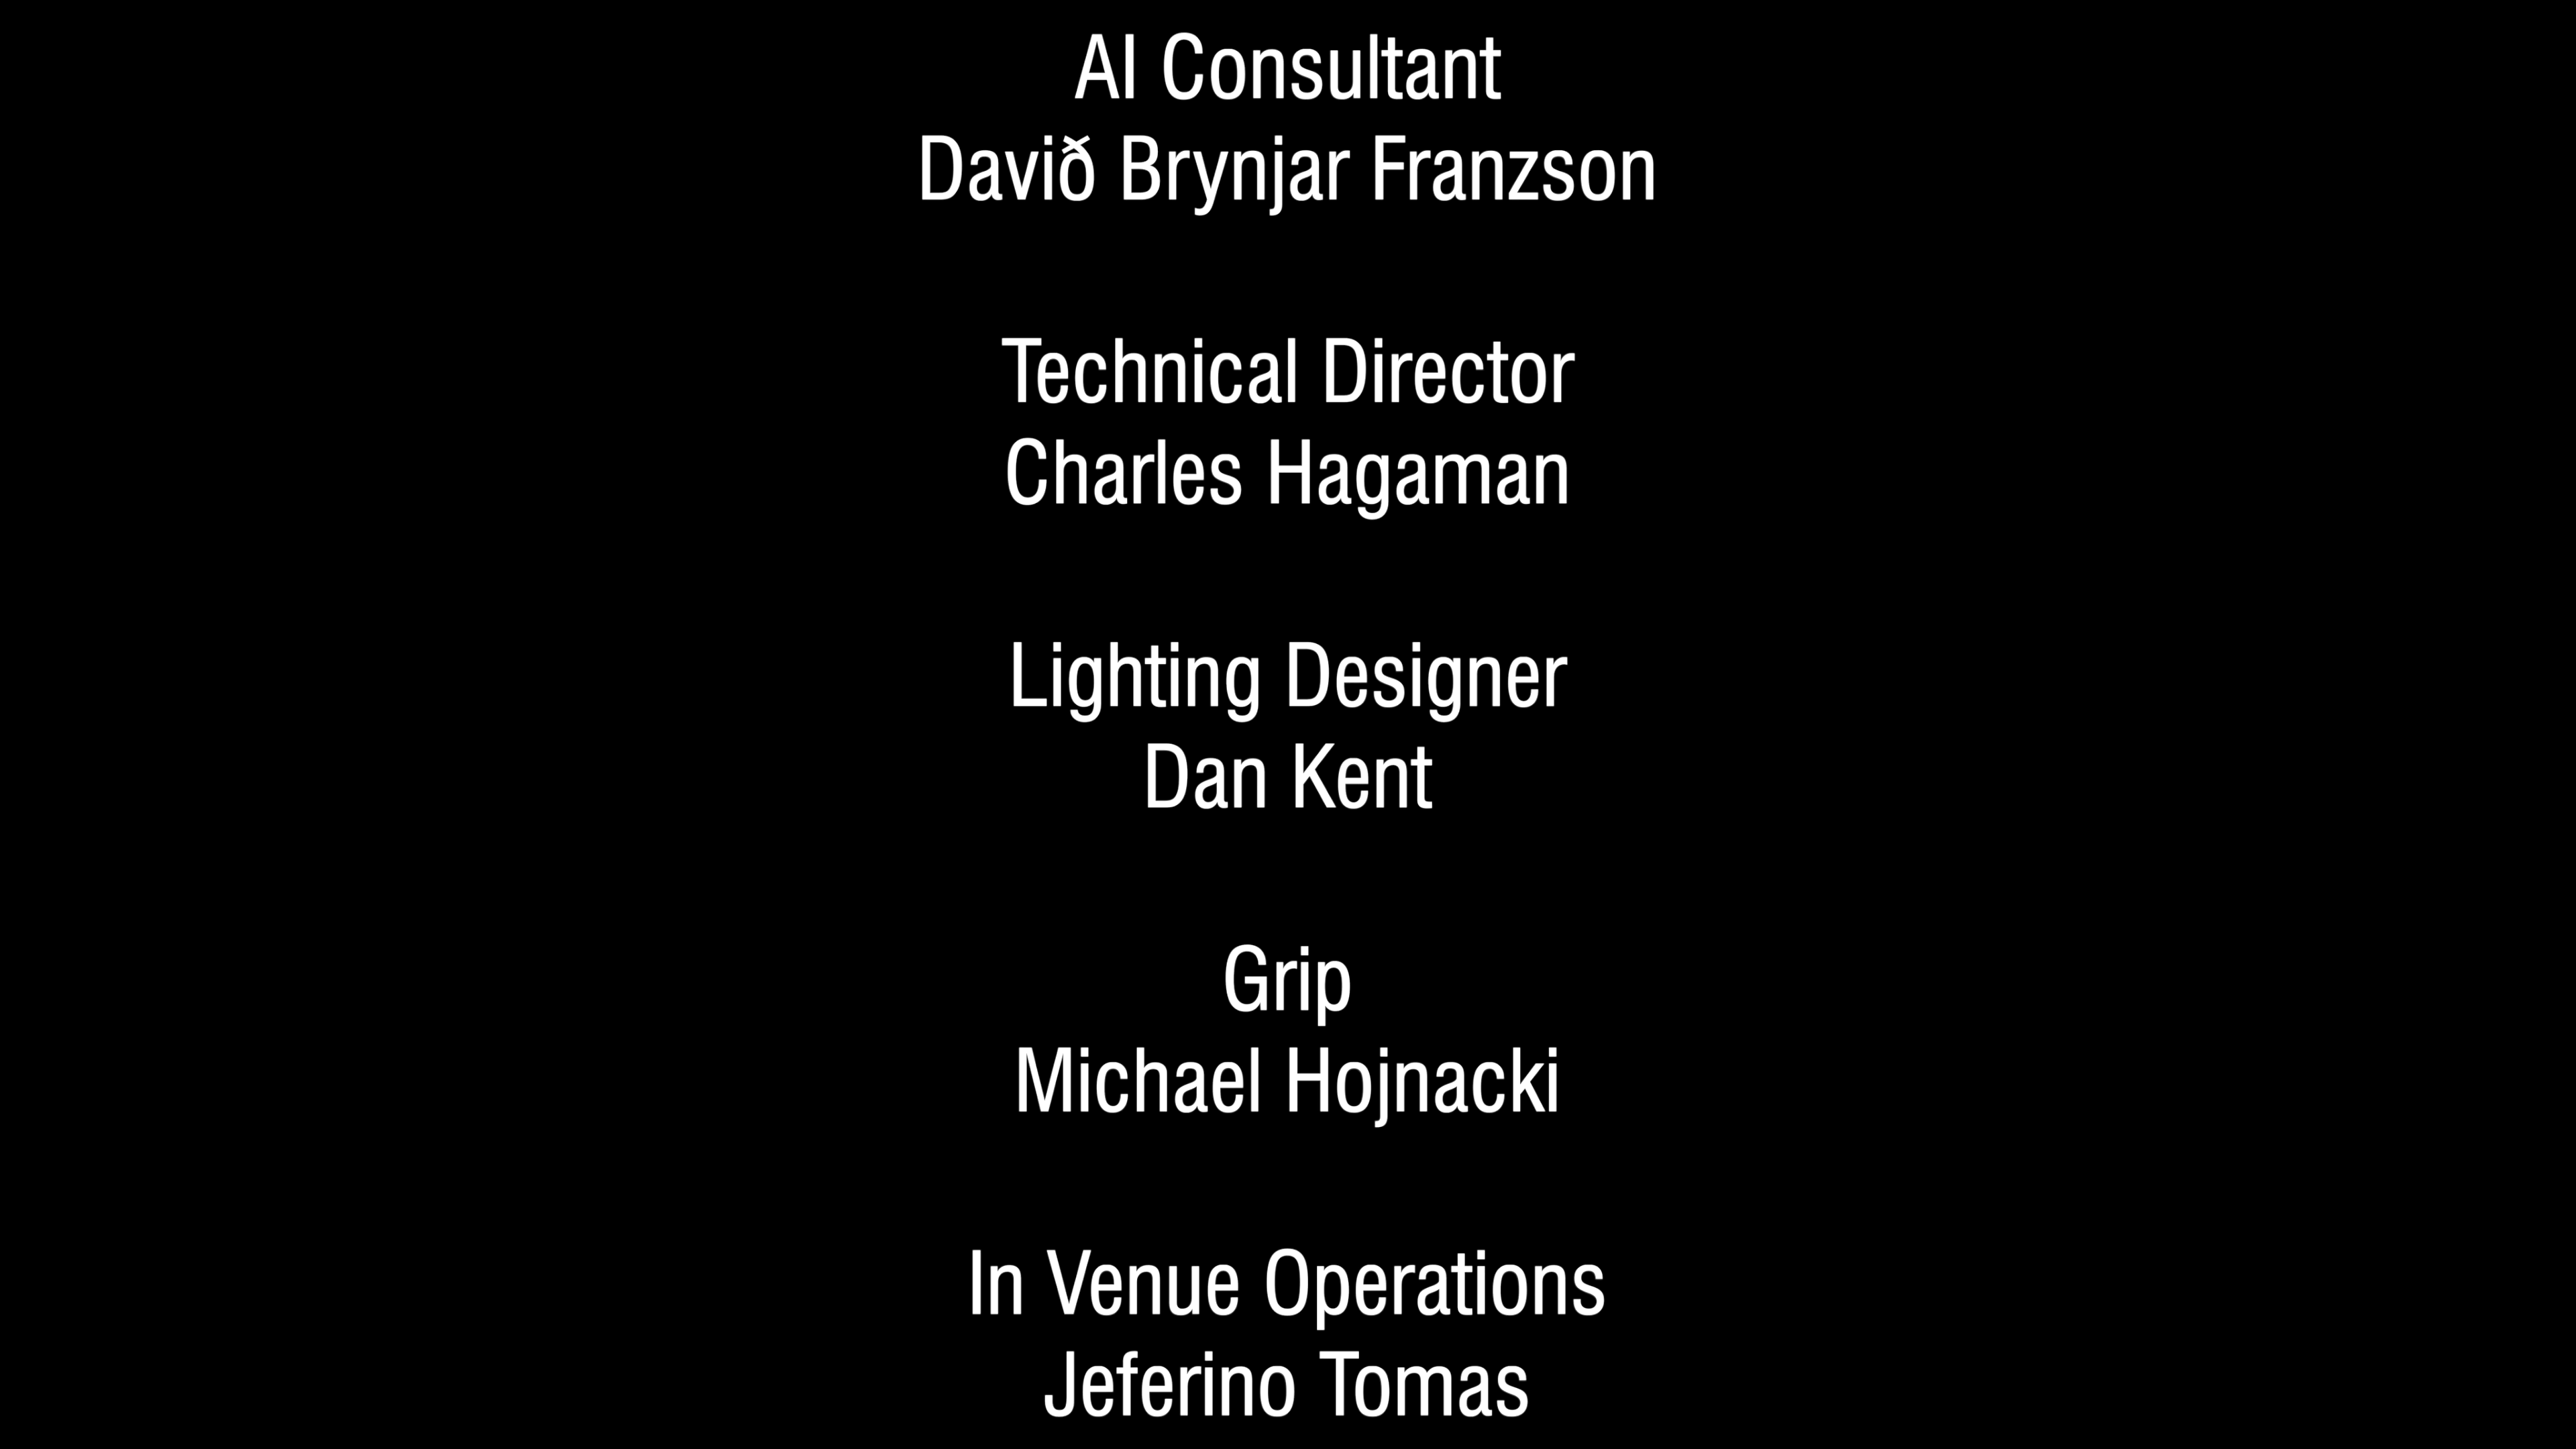 AI Consultant
Davið Brynjar Franzson
Technical Director
Charles Hagaman
Lighting Designer
Dan Kent
Grip
Michael Hojnacki
In Venue Operations
Jeferino Tomas